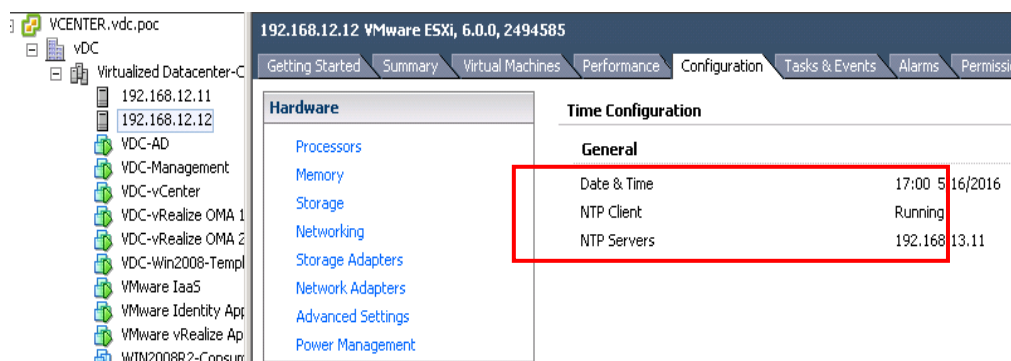 VCENTER.vdc.poc
vDC
Virtualized Datacenter-C
192.168.12.11
192.168.12.12
VDC-AD
VDC-Management
VDC-vCenter
VDC-vRealize OMA 1
VDC-vRealize OMA 2
VDC-Win2008-Templ
VMware IaaS
VMware Identity App
VMware vRealize Ap
WIN2008R2-Consum
192.168.12.12 VMware ESXi, 6.0.0, 2494585
Getting Started Summary Virtual Machines Performance Configuration Tasks & Events Alarms Permissi
Hardware
Processors
Memory
Storage
Networking
Storage Adapters
Network Adapters
Advanced Settings
Power Management
Time Configuration
General
Date & Time 17:00 5/16/2016
NTP Client Running
NTP Servers 192.168.13.11